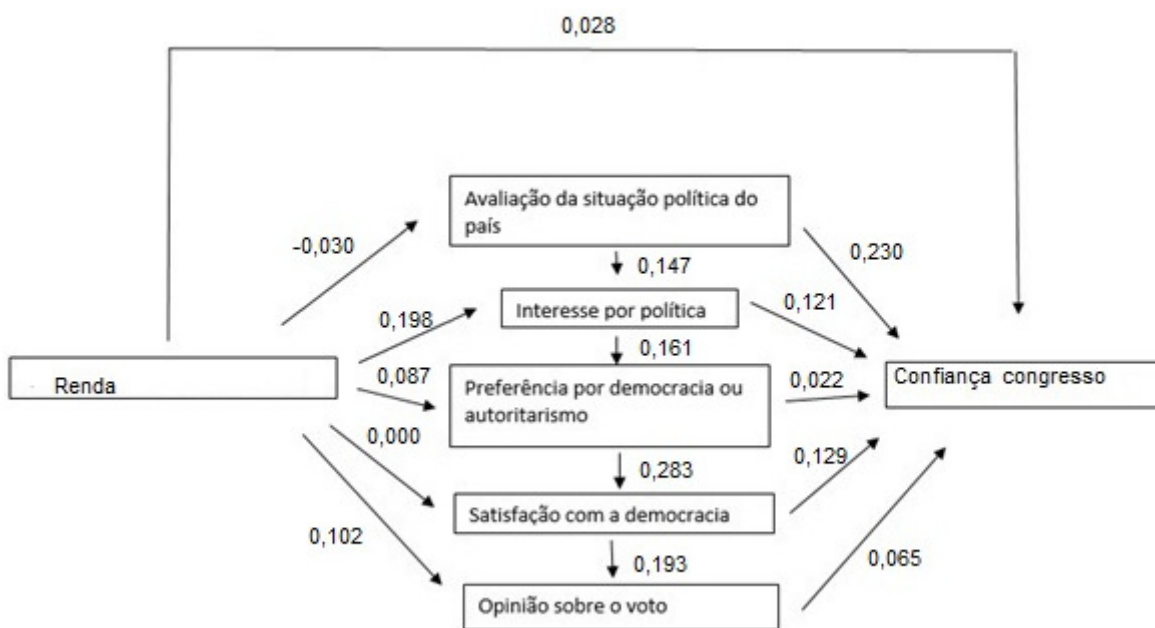 0,028
Avaliação da situação política do
país
-0,030
0,230
0,147
Interesse por política
0,198
0,121
0,161
Renda
0,087
Preferência por democracia ou
autoritarismo
0,022
Confiança congresso
0,000
0,283
0,129
Satisfação com a democracia
0,102
0,193
0,065
Opinião sobre o voto